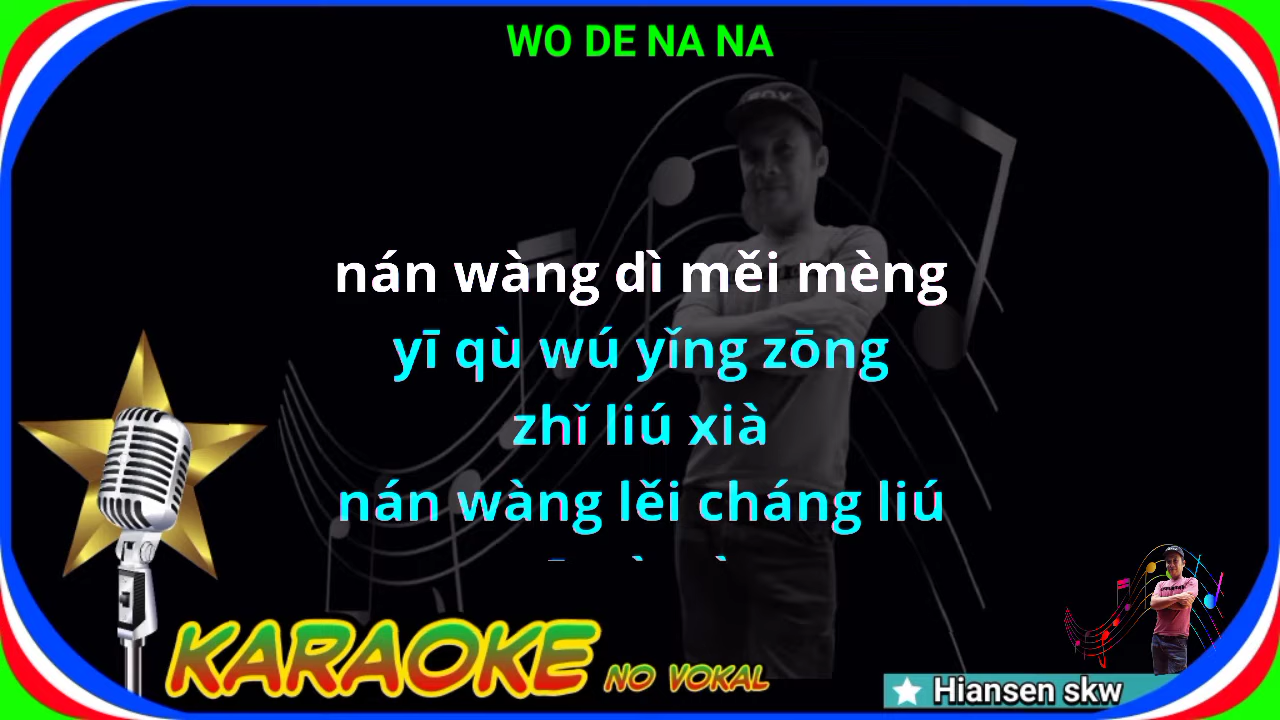 WO DE NA NA
nán wàng dì měi mèng
yī qù wú yǐng zōng
zhǐ liú xià
nán wàng lěi cháng liú
KARAOKE NO VOKAL
Hiansen skw